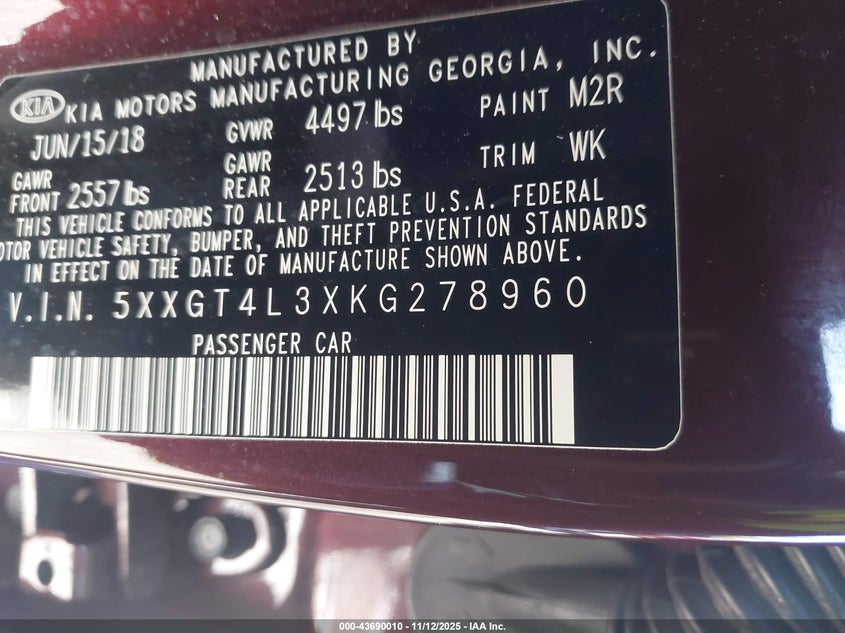 MANUFACTURED BY
KIA KIA MOTORS MANUFACTURING GEORGIA, INC.
JUN/15/18 GVWR 4497 lbs PAINT M2R
GAWR FRONT 2557 lbs GAWR REAR 2513 lbs TRIM WK
THIS VEHICLE CONFORMS TO ALL APPLICABLE U.S.A. FEDERAL
MOTOR VEHICLE SAFETY, BUMPER, AND THEFT PREVENTION STANDARDS
IN EFFECT ON THE DATE OF MANUFACTURE SHOWN ABOVE.
V.I.N. 5XXGT4L3XKG278960
PASSENGER CAR
000-43690010 - 11/12/2025 - IAA Inc.